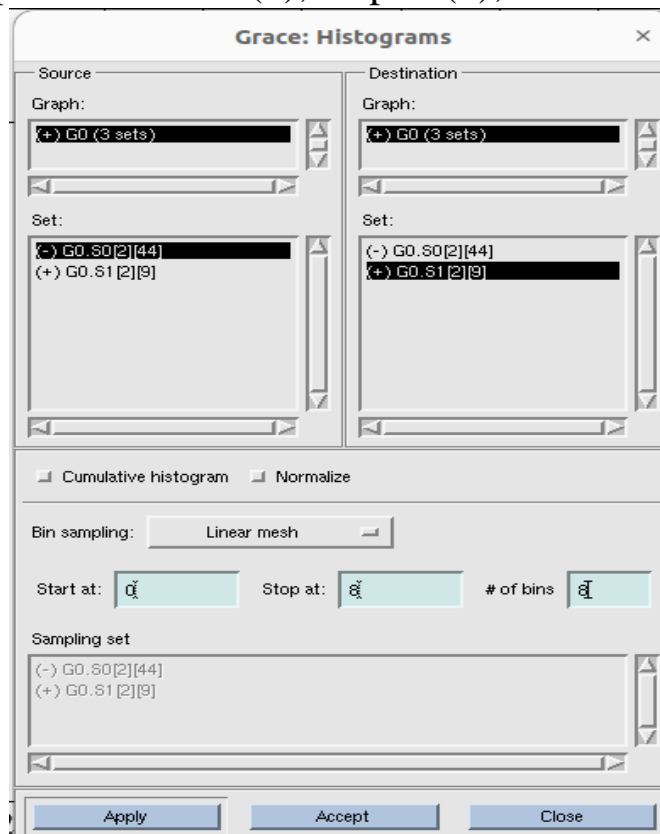 Grace: Histograms ×
Source
Graph:
(+) G0 (3 sets)
Set:
(-) G0.S0[2][44]
(+) G0.S1[2][9]
Destination
Graph:
(+) G0 (3 sets)
Set:
(-) G0.S0[2][44]
(+) G0.S1[2][9]
Cumulative histogram Normalize
Bin sampling: Linear mesh
Start at: 0 Stop at: 8 # of bins 8
Sampling set
(-) G0.S0[2][44]
(+) G0.S1[2][9]
Apply Accept Close